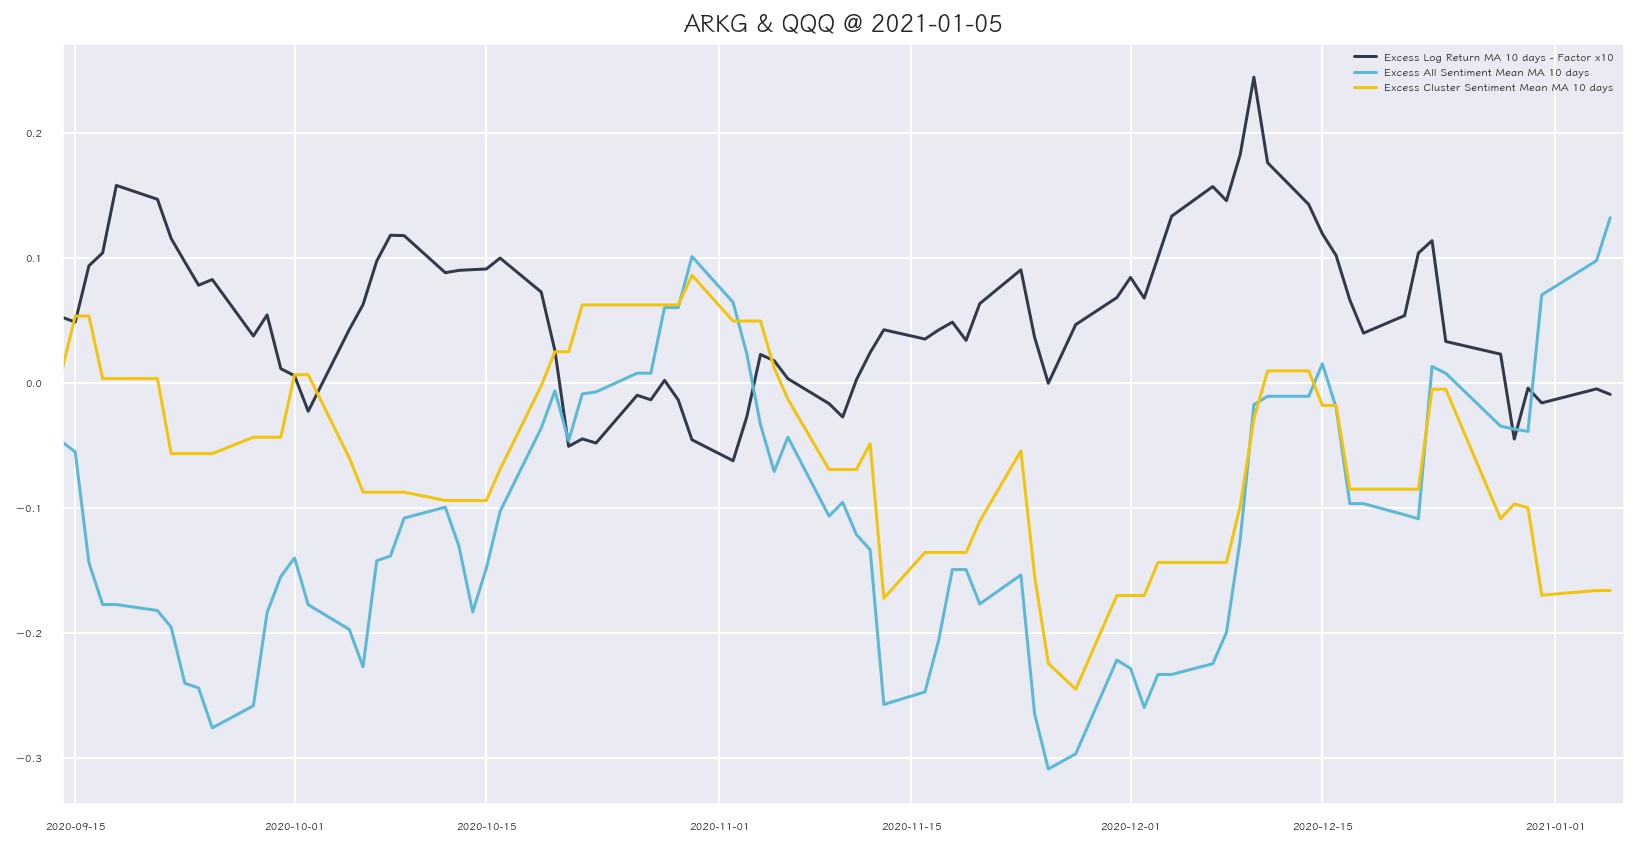 ARKG & QQQ @ 2021-01-05
Excess Log Return MA 10 days - Factor x10
Excess All Sentiment Mean MA 10 days
Excess Cluster Sentiment Mean MA 10 days
0.2
0.1
0.0
−0.1
−0.2
−0.3
2020-09-15 2020-10-01 2020-10-15 2020-11-01 2020-11-15 2020-12-01 2020-12-15 2021-01-01